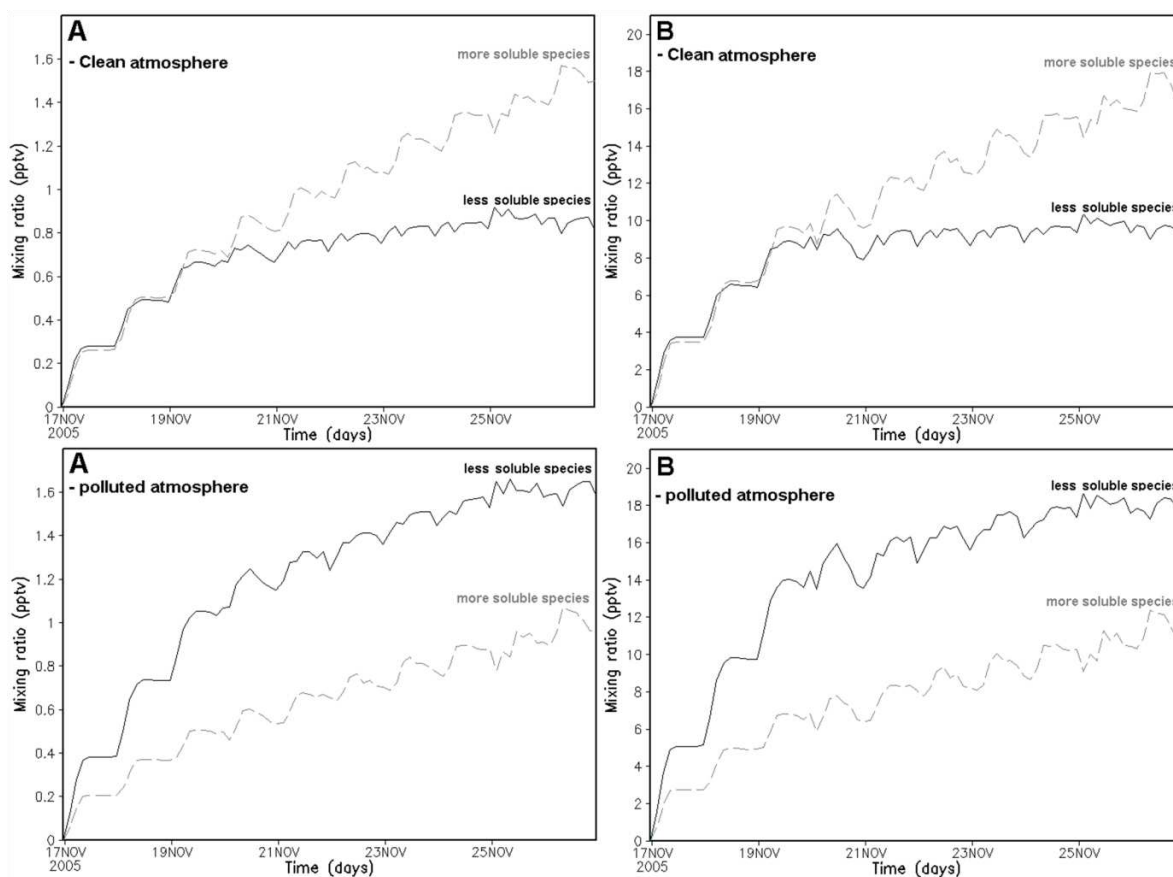 A
- Clean atmosphere
more soluble species
less soluble species
Mixing ratio (pptv)
1.6
1.4
1.2
1
0.8
0.6
0.4
0.2
0
17NOV 19NOV 21NOV 23NOV 25NOV
2005
Time (days)
B
- Clean atmosphere
more soluble species
less soluble species
Mixing ratio (pptv)
20
18
16
14
12
10
8
6
4
2
0
17NOV 19NOV 21NOV 23NOV 25NOV
2005
Time (days)
A
- polluted atmosphere
less soluble species
more soluble species
Mixing ratio (pptv)
1.6
1.4
1.2
1
0.8
0.6
0.4
0.2
0
17NOV 19NOV 21NOV 23NOV 25NOV
2005
Time (days)
B
- polluted atmosphere
less soluble species
more soluble species
Mixing ratio (pptv)
20
18
16
14
12
10
8
6
4
2
0
17NOV 19NOV 21NOV 23NOV 25NOV
2005
Time (days)